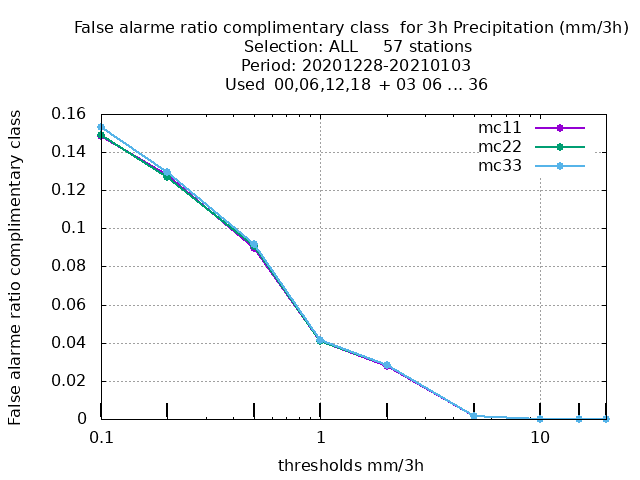 False alarme ratio complimentary class  for 3h Precipitation (mm/3h)
Selection: ALL     57 stations
Period: 20201228-20210103
Used  00,06,12,18  + 03 06 ... 36
False alarme ratio complimentary class
0.16
0.14
0.12
0.1
0.08
0.06
0.04
0.02
0
mc11
mc22
mc33
0.1 1 10
thresholds mm/3h